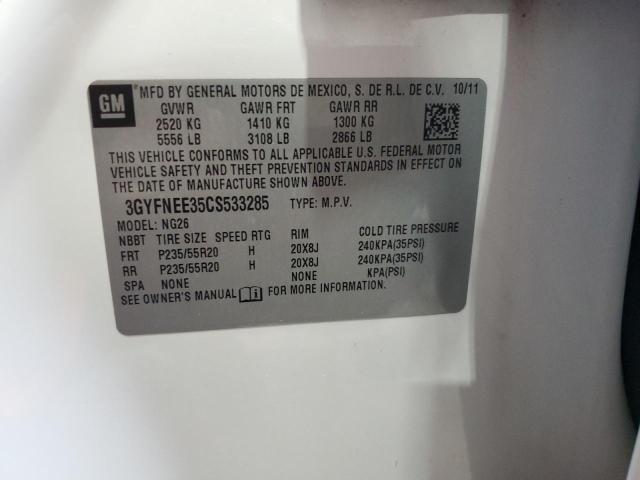 GM
MFD BY GENERAL MOTORS DE MEXICO, S. DE R.L. DE C.V. 10/11
GVWR GAWR FRT GAWR RR
2520 KG 1410 KG 1300 KG
5556 LB 3108 LB 2866 LB
THIS VEHICLE CONFORMS TO ALL APPLICABLE U.S. FEDERAL MOTOR
VEHICLE SAFETY AND THEFT PREVENTION STANDARDS IN EFFECT ON
THE DATE OF MANUFACTURE SHOWN ABOVE.
3GYFNEE35CS533285 TYPE: M.P.V.
MODEL: NG26
NBBT TIRE SIZE SPEED RTG RIM COLD TIRE PRESSURE
FRT P235/55R20 H 20X8J 240KPA(35PSI)
RR P235/55R20 H 20X8J 240KPA(35PSI)
SPA NONE NONE KPA(PSI)
SEE OWNER'S MANUAL FOR MORE INFORMATION.